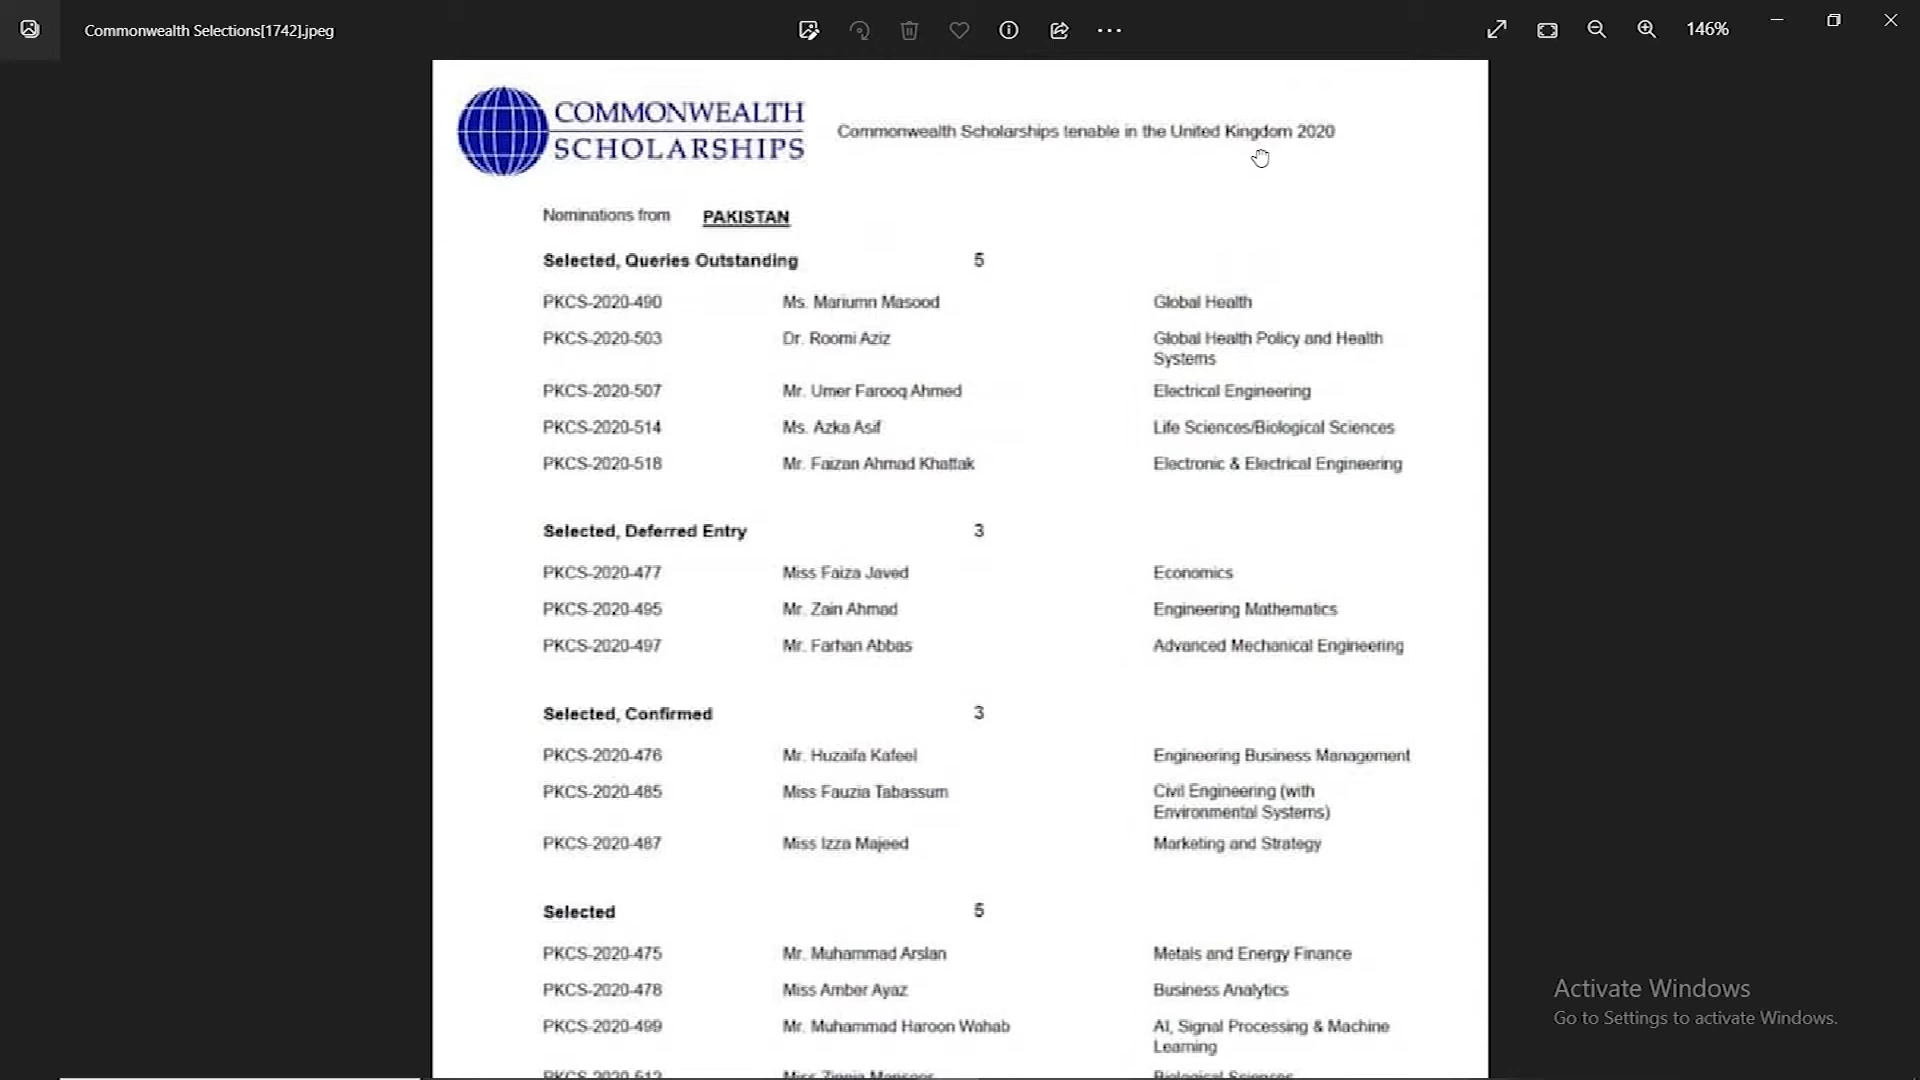 Commonwealth Selections[1742].jpeg
146%
COMMONWEALTH
SCHOLARSHIPS
Commonwealth Scholarships tenable in the United Kingdom 2020
Nominations from PAKISTAN
Selected, Queries Outstanding 5
PKCS-2020-490 Ms. Mariumn Masood Global Health
PKCS-2020-503 Dr. Roomi Aziz Global Health Policy and Health
Systems
PKCS-2020-507 Mr. Umer Farooq Ahmed Electrical Engineering
PKCS-2020-514 Ms. Azka Asif Life Sciences/Biological Sciences
PKCS-2020-518 Mr. Faizan Ahmad Khattak Electronic & Electrical Engineering
Selected, Deferred Entry 3
PKCS-2020-477 Miss Faiza Javed Economics
PKCS-2020-495 Mr. Zain Ahmad Engineering Mathematics
PKCS-2020-497 Mr. Farhan Abbas Advanced Mechanical Engineering
Selected, Confirmed 3
PKCS-2020-476 Mr. Huzaifa Kafeel Engineering Business Management
PKCS-2020-485 Miss Fauzia Tabassum Civil Engineering (with
Environmental Systems)
PKCS-2020-487 Miss Izza Majeed Marketing and Strategy
Selected 5
PKCS-2020-475 Mr. Muhammad Arslan Metals and Energy Finance
PKCS-2020-478 Miss Amber Ayaz Business Analytics
PKCS-2020-499 Mr. Muhammad Haroon Wahab AI, Signal Processing & Machine
Learning
PKCS-2020-512 Miss Zinnia Mansoor Biological Sciences
Activate Windows
Go to Settings to activate Windows.